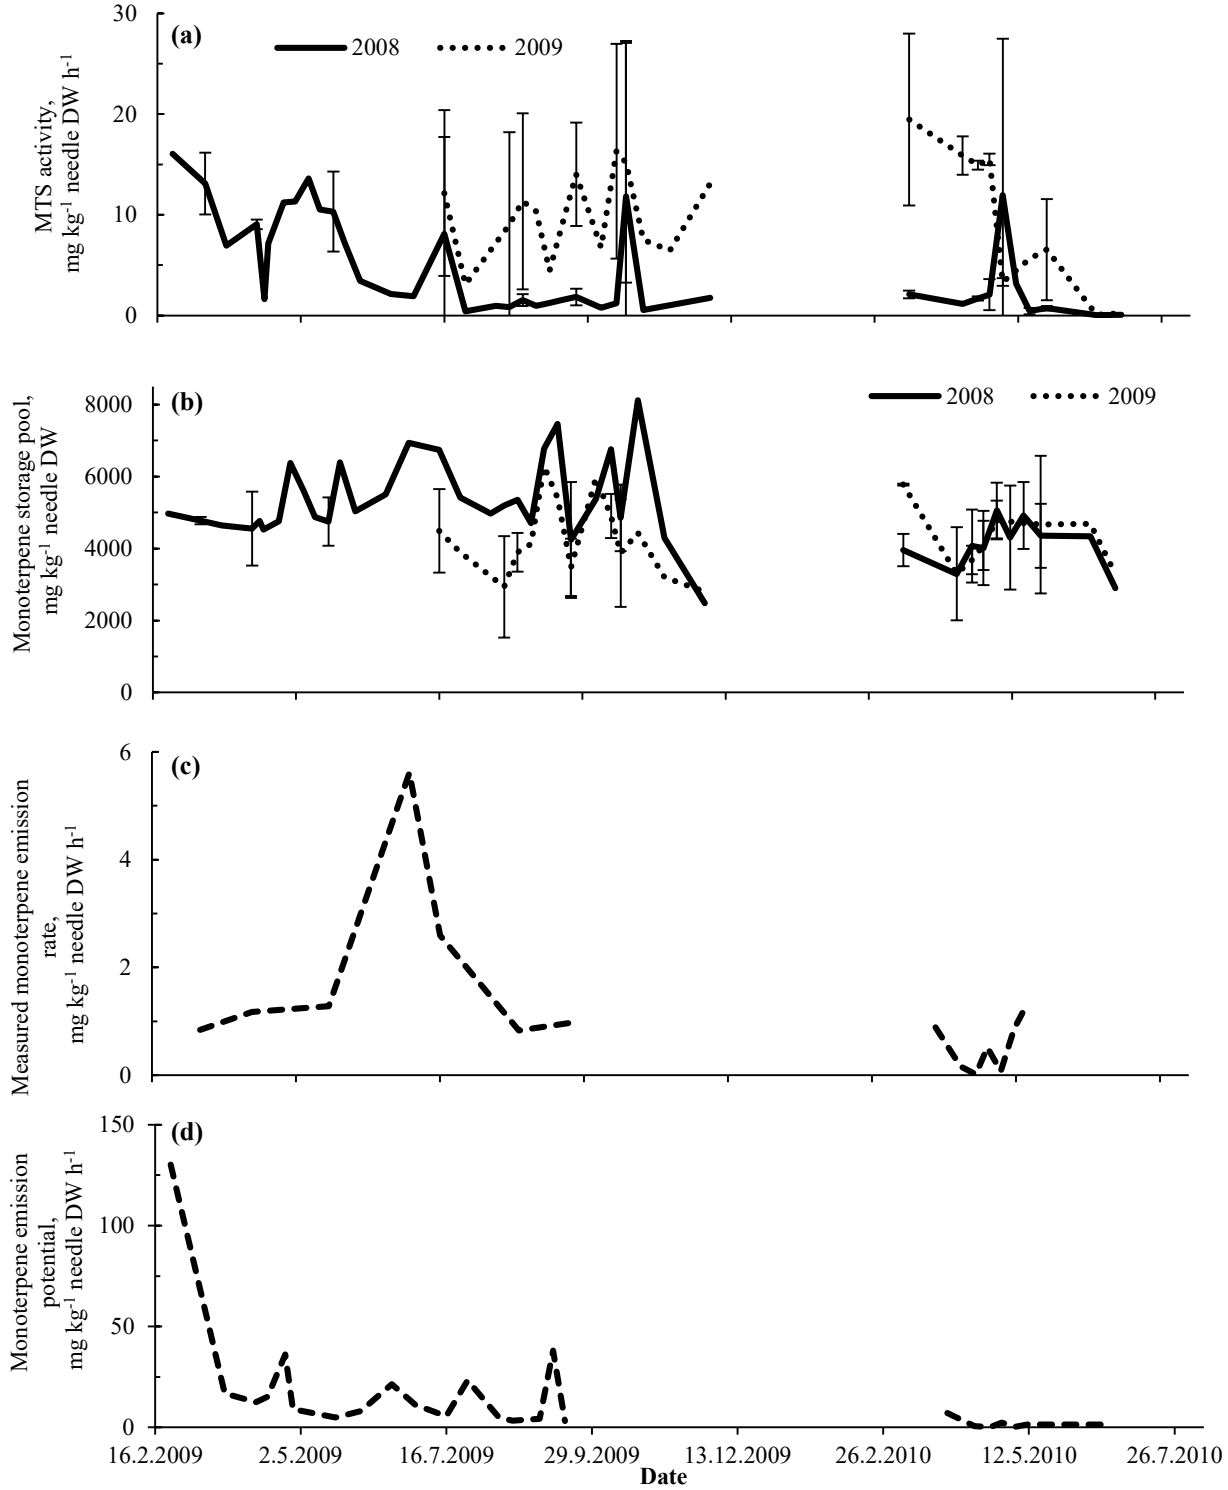 30
20
10
0
(a)
2008
2009
MTS activity,
mg kg⁻¹ needle DW h⁻¹
8000
6000
4000
2000
0
(b)
2008
2009
Monoterpene storage pool,
mg kg⁻¹ needle DW
6
4
2
0
(c)
Measured monoterpene emission
rate,
mg kg⁻¹ needle DW h⁻¹
150
100
50
0
(d)
Monoterpene emission
potential,
mg kg⁻¹ needle DW h⁻¹
16.2.2009 2.5.2009 16.7.2009 29.9.2009 13.12.2009 26.2.2010 12.5.2010 26.7.2010
Date